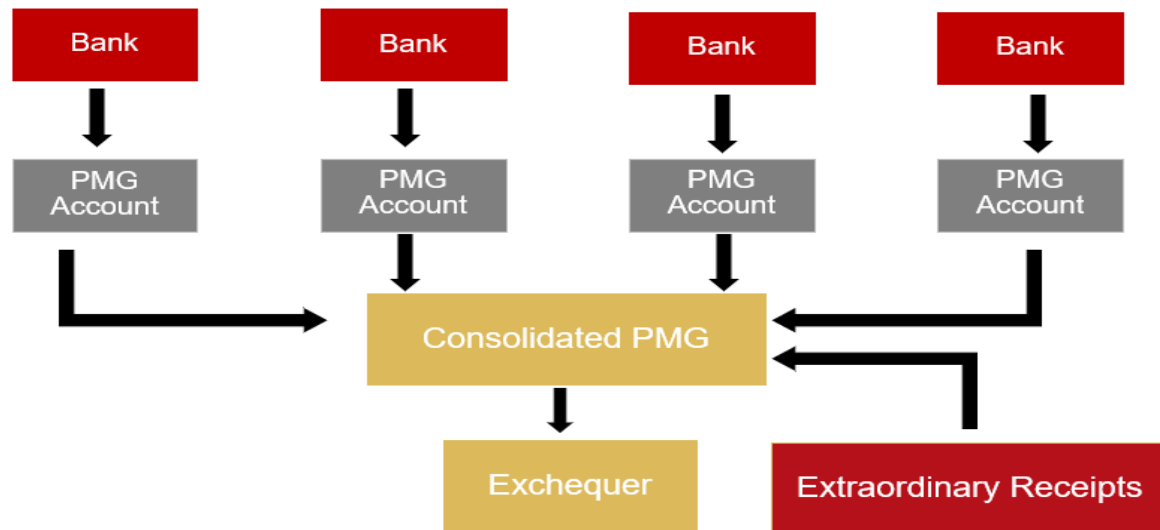 Bank
Bank
Bank
Bank
PMG
Account
PMG
Account
PMG
Account
PMG
Account
Consolidated PMG
Exchequer
Extraordinary Receipts